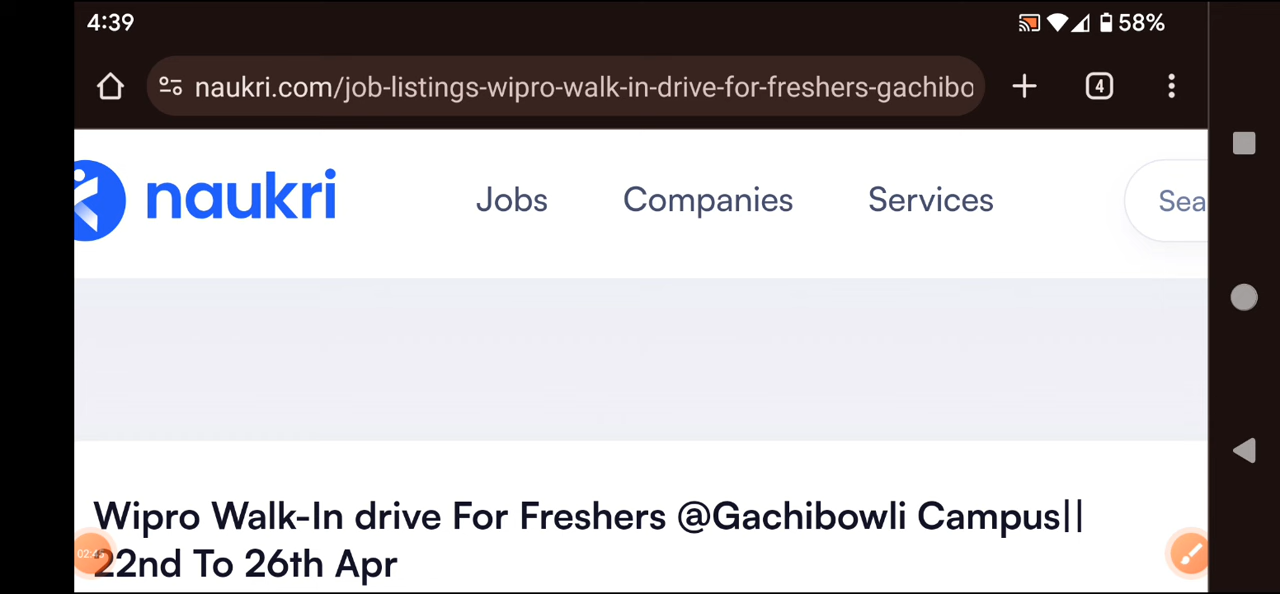 4:39
58%
naukri.com/job-listings-wipro-walk-in-drive-for-freshers-gachibo
4
naukri
Jobs
Companies
Services
Sea
Wipro Walk-In drive For Freshers @Gachibowli Campus||
22nd To 26th Apr